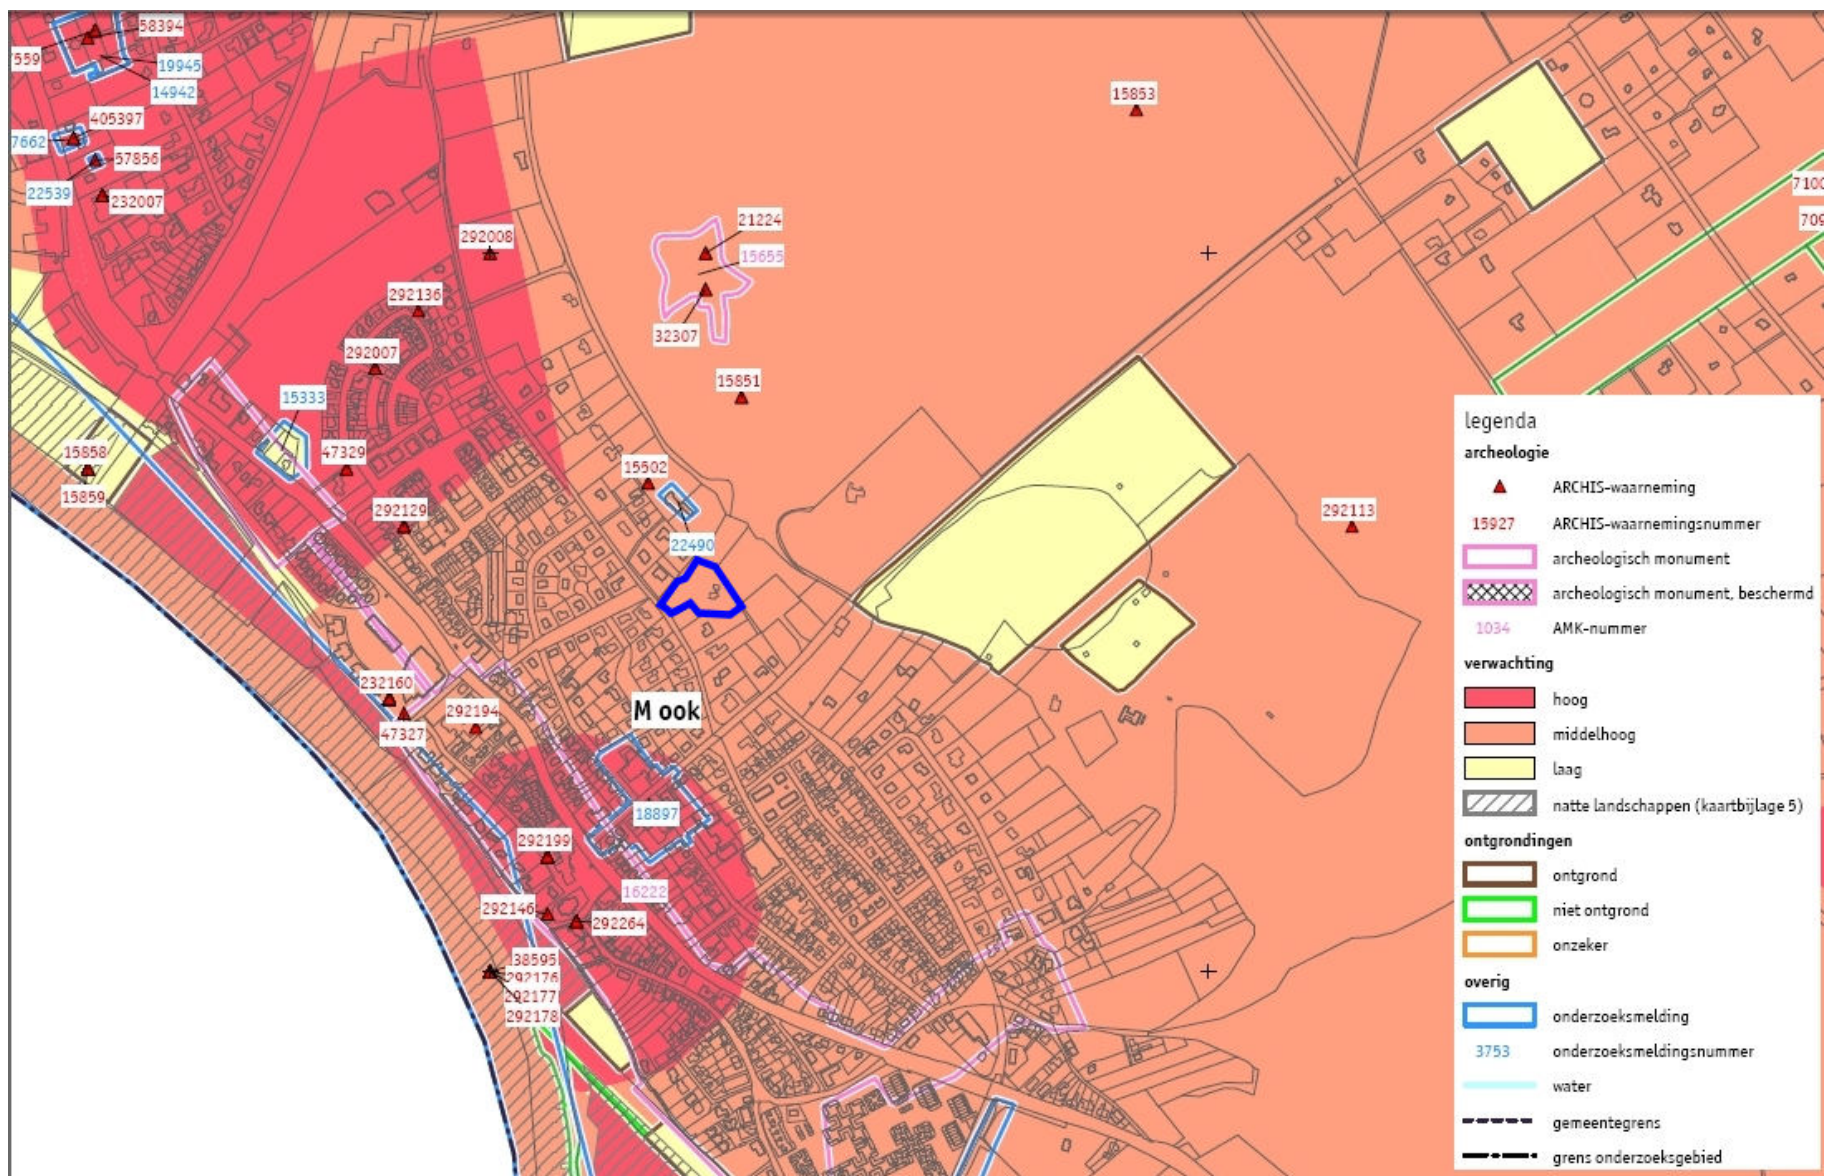 58394
7559
19945
14942
15853
405397
7662
57856
7100
22539
232007
709
21224
292008
15655
292136
32307
292007
15851
15333
15858
47329
15502
15859
292129
292113
22490
232160
M ook
292194
47327
18897
292199
16222
292146
292264
38595
292176
292177
292178
legenda
archeologie
ARCHIS-waarneming
15927 ARCHIS-waarnemingsnummer
archeologisch monument
archeologisch monument, beschermd
1034 AMK-nummer
verwachting
hoog
middelhoog
laag
natte landschappen (kaartbijlage 5)
ontgrondingen
ontgrond
niet ontgrond
onzeker
overig
onderzoeksmelding
3753 onderzoeksmeldingsnummer
water
gemeentegrens
grens onderzoeksgebied